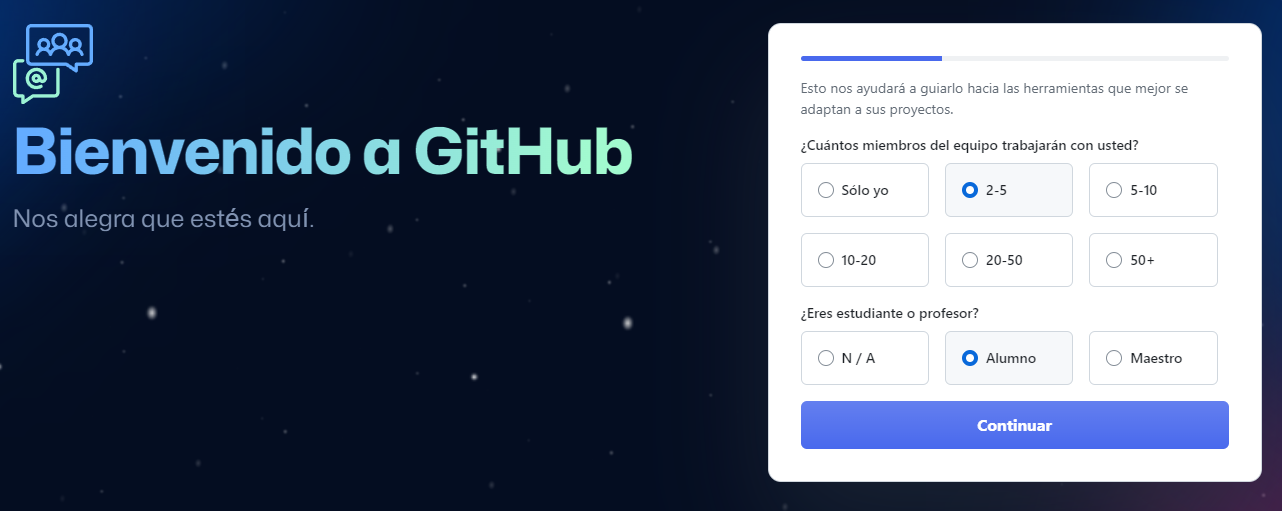 Bienvenido a GitHub
Nos alegra que estés aquí.
Esto nos ayudará a guiarlo hacia las herramientas que mejor se
adaptan a sus proyectos.
¿Cuántos miembros del equipo trabajarán con usted?
Sólo yo
2-5
5-10
10-20
20-50
50+
¿Eres estudiante o profesor?
N / A
Alumno
Maestro
Continuar